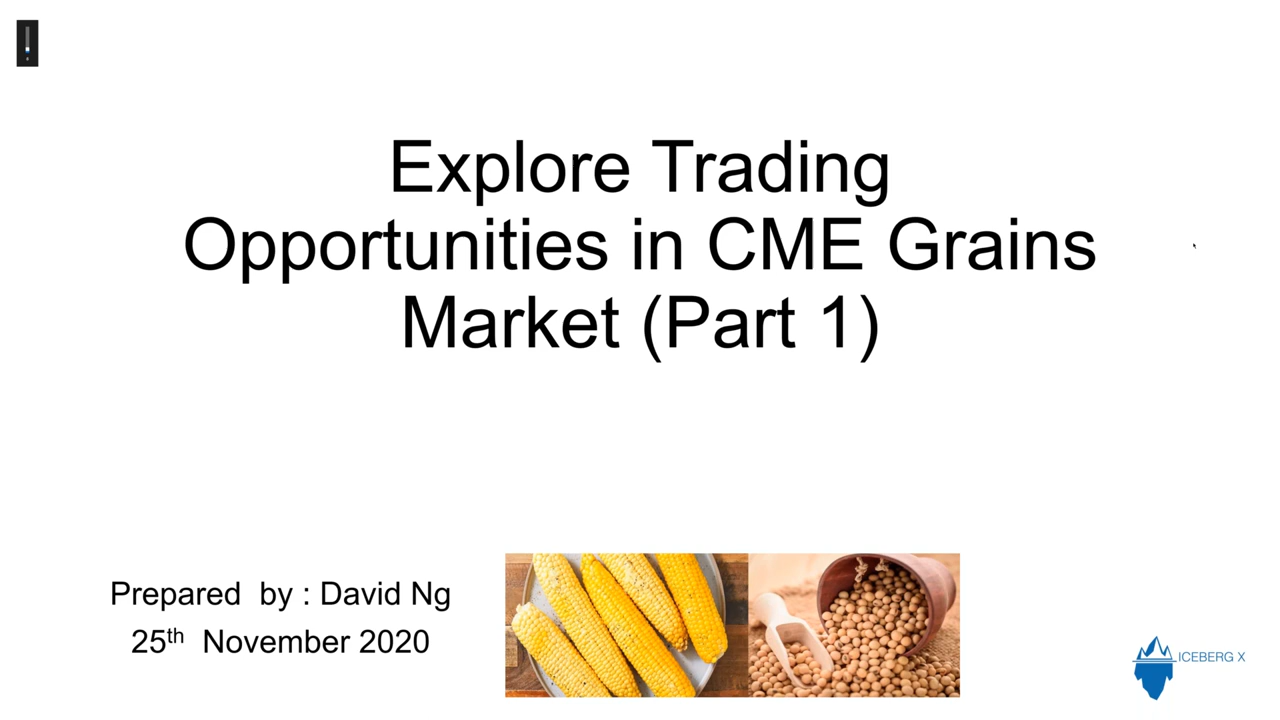 Explore Trading
Opportunities in CME Grains
Market (Part 1)
Prepared by : David Ng
25th November 2020
ICEBERG X